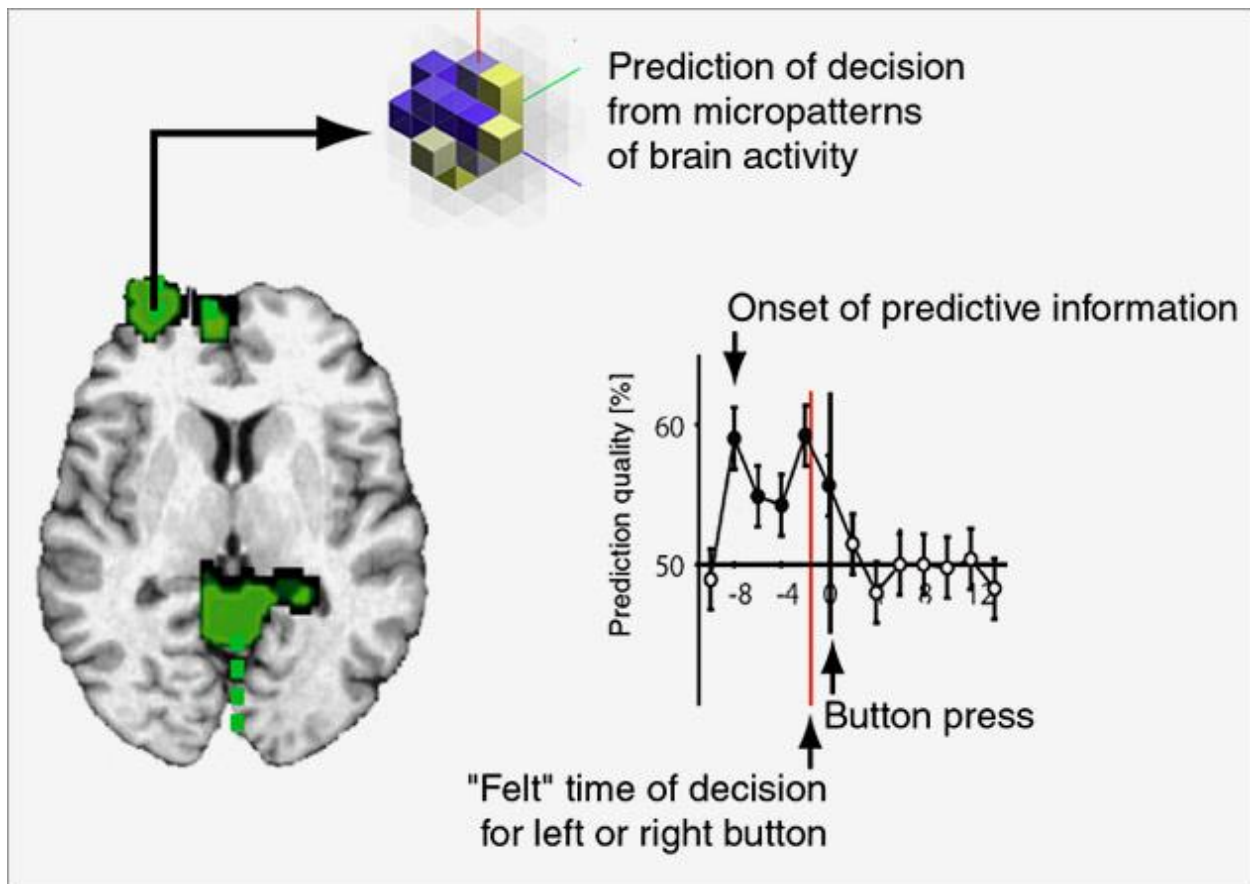 Prediction of decision
from micropatterns
of brain activity
Onset of predictive information
Prediction quality [%]
60
50
-8 -4 0 8 12
Button press
"Felt" time of decision
for left or right button